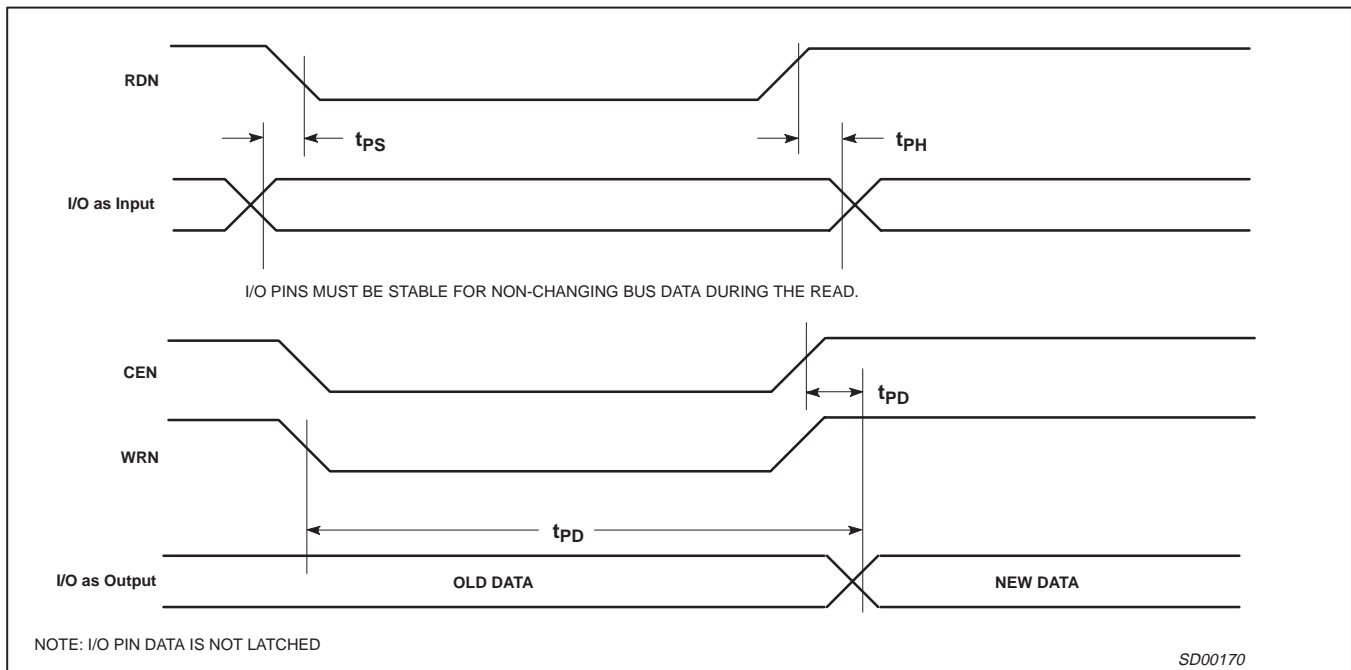 RDN
tPS
tPH
I/O as Input
I/O PINS MUST BE STABLE FOR NON-CHANGING BUS DATA DURING THE READ.
CEN
tPD
WRN
tPD
I/O as Output
OLD DATA
NEW DATA
NOTE: I/O PIN DATA IS NOT LATCHED
SD00170